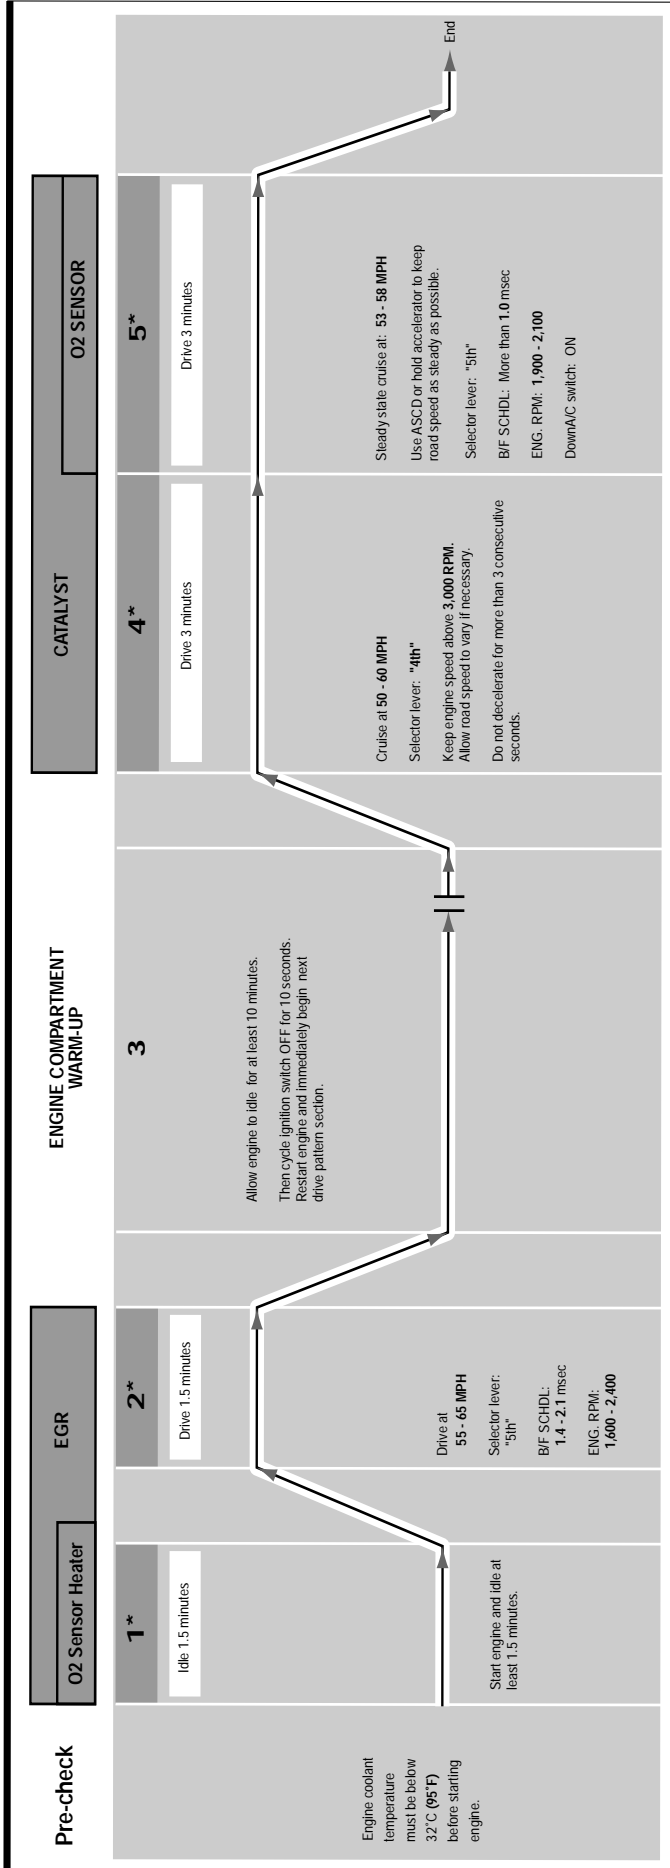 Pre-check
Engine coolant
temperature
must be below
32˚C (95˚F)
before starting
engine.
EGR
O2 Sensor Heater
1*
Idle 1.5 minutes
Start engine and idle at
least 1.5 minutes.
2*
Drive 1.5 minutes
Drive at
55 - 65 MPH
Selector lever:
"5th"
B/F SCHDL:
1.4 - 2.1 msec
ENG. RPM:
1,600 - 2,400
ENGINE COMPARTMENT
WARM-UP
3
Allow engine to idle for at least 10 minutes.
Then cycle ignition switch OFF for 10 seconds.
Restart engine and immediately begin next
drive pattern section.
CATALYST
4*
Drive 3 minutes
Cruise at 50 - 60 MPH
Selector lever: "4th"
Keep engine speed above 3,000 RPM.
Allow road speed to vary if necessary.
Do not decelerate for more than 3 consecutive
seconds.
O2 SENSOR
5*
Drive 3 minutes
Steady state cruise at: 53 - 58 MPH
Use ASCD or hold accelerator to keep
road speed as steady as possible.
Selector lever: "5th"
B/F SCHDL: More than 1.0 msec
ENG. RPM: 1,900 - 2,100
DownA/C switch: ON
End